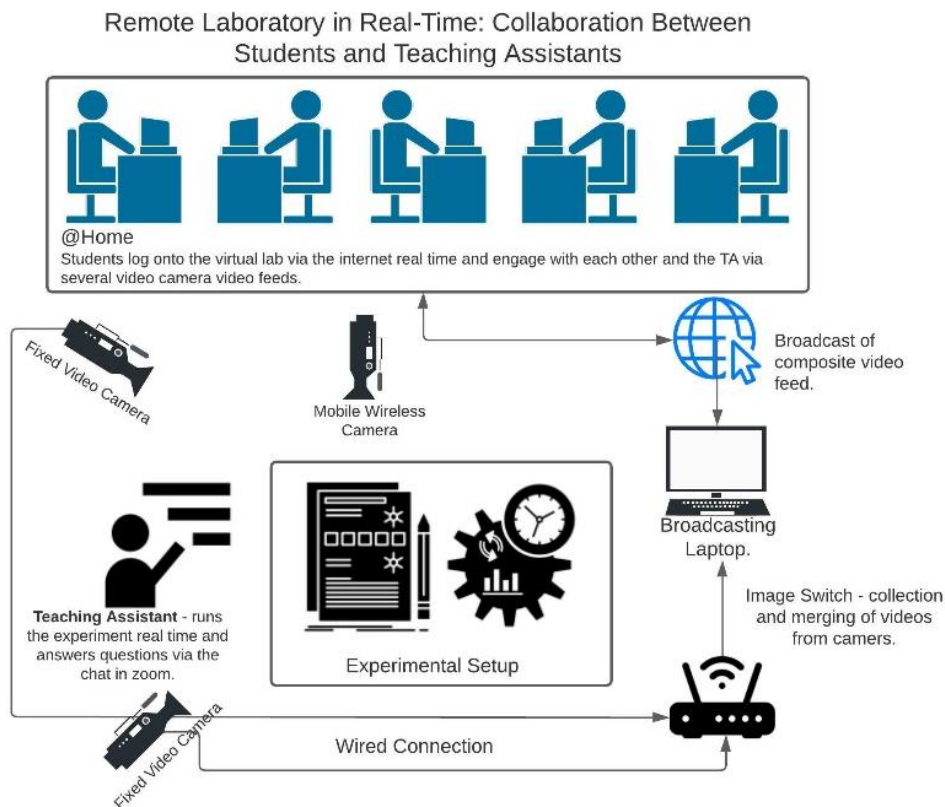 Remote Laboratory in Real-Time: Collaboration Between
Students and Teaching Assistants
@Home
Students log onto the virtual lab via the internet real time and engage with each other and the TA via
several video camera video feeds.
Fixed Video Camera
Mobile Wireless
Camera
Broadcast of
composite video
feed.
Broadcasting
Laptop.
Teaching Assistant - runs
the experiment real time and
answers questions via the
chat in zoom.
Experimental Setup
Image Switch - collection
and merging of videos
from camers.
Fixed Video Camera
Wired Connection